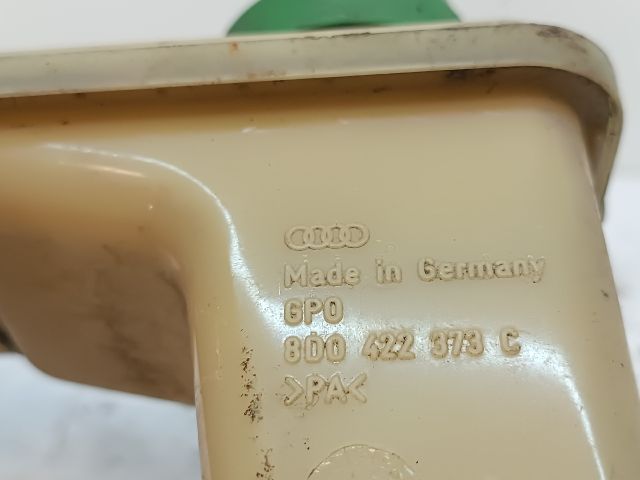 Made in Germany
GPO
8D0 422 373 C
>PA<